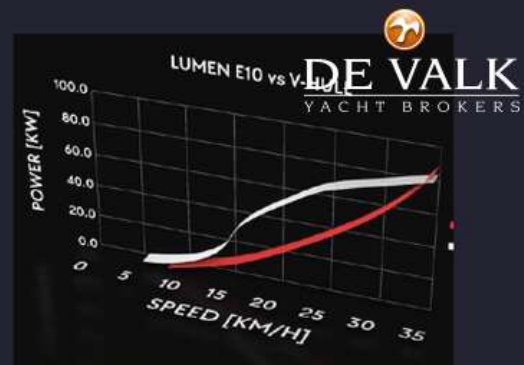 LUMEN E10 vs V-HULL
DE VALK
YACHT BROKERS
POWER [KW]
100.0
80.0
60.0
40.0
20.0
0.0
0 5 10 15 20 25 30 35
SPEED [KM/H]